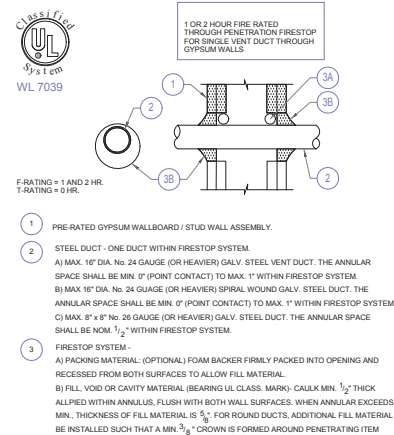 Classified
UL
System
WL 7039
1 OR 2 HOUR FIRE RATED
THROUGH PENETRATION FIRESTOP
FOR SINGLE VENT DUCT THROUGH
GYPSUM WALLS
1
3A
3B
2
3B
2
F-RATING = 1 AND 2 HR.
T-RATING = 0 HR.
1 PRE-RATED GYPSUM WALLBOARD / STUD WALL ASSEMBLY.
2 STEEL DUCT - ONE DUCT WITHIN FIRESTOP SYSTEM.
A) MAX. 16" DIA. No. 24 GAUGE (OR HEAVIER) GALV. STEEL VENT DUCT. THE ANNULAR
SPACE SHALL BE MIN. 0" (POINT CONTACT) TO MAX. 1" WITHIN FIRESTOP SYSTEM.
B) MAX 16" DIA. No. 24 GAUGE (OR HEAVIER) SPIRAL WOUND GALV. STEEL DUCT. THE
ANNULAR SPACE SHALL BE MIN. 0" (POINT CONTACT) TO MAX. 1" WITHIN FIRESTOP SYSTEM
C) MAX. 8" x 8" No. 26 GAUGE (OR HEAVIER) GALV. STEEL DUCT. THE ANNULAR SPACE
SHALL BE NOM. 1/2" WITHIN FIRESTOP SYSTEM.
3 FIRESTOP SYSTEM -
A) PACKING MATERIAL: (OPTIONAL) FOAM BACKER FIRMLY PACKED INTO OPENING AND
RECESSED FROM BOTH SURFACES TO ALLOW FILL MATERIAL.
B) FILL, VOID OR CAVITY MATERIAL (BEARING UL CLASS. MARK)- CAULK MIN. 1/2" THICK
ALLPIED WITHIN ANNULUS, FLUSH WITH BOTH WALL SURFACES. WHEN ANNULAR EXCEEDS
MIN., THICKNESS OF FILL MATERIAL IS 5/8". FOR ROUND DUCTS, ADDITIONAL FILL MATERIAL
BE INSTALLED SUCH THAT A MIN. 3/8" CROWN IS FORMED AROUND PENETRATING ITEM